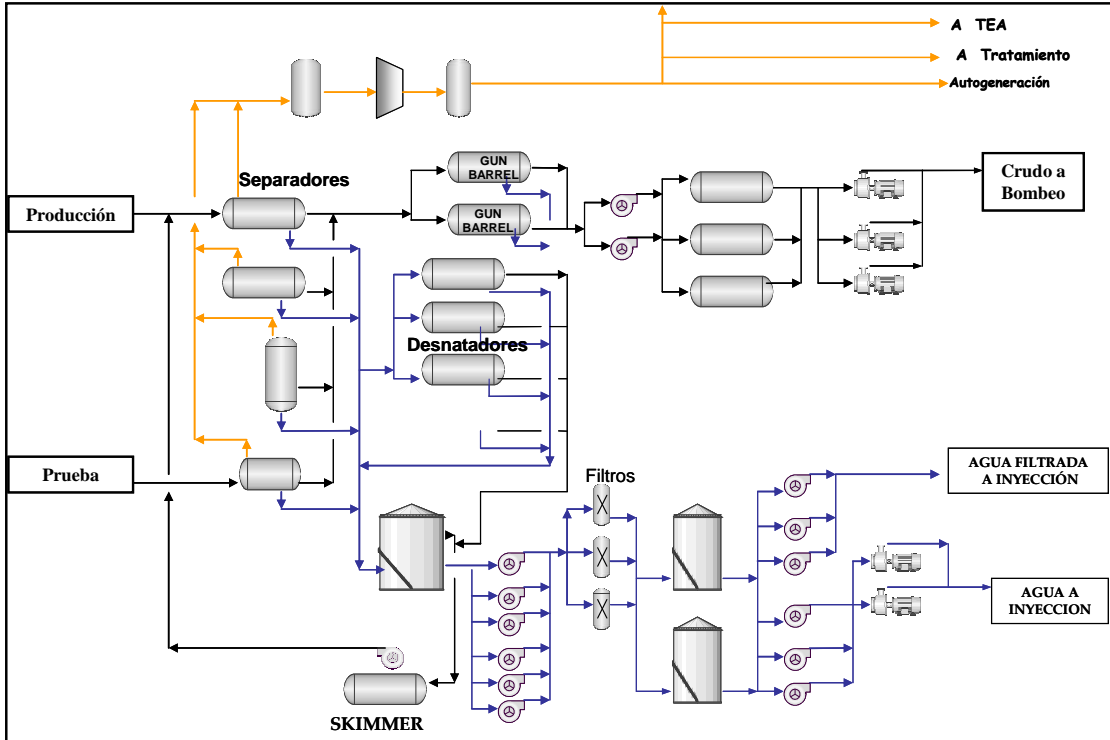 A TEA
A Tratamiento
Autogeneración
GUN
BARREL
Separadores
Crudo a
Bombeo
Producción
GUN
BARREL
Desnatadores
Prueba
Filtros
AGUA FILTRADA
A INYECCIÓN
AGUA A
INYECCION
SKIMMER